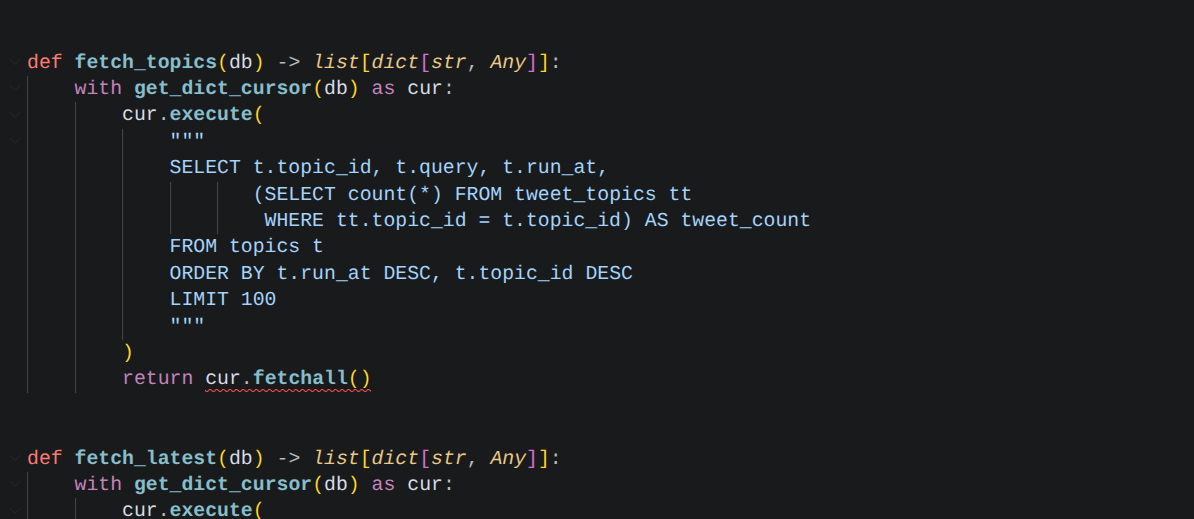 def fetch_topics(db) -> list[dict[str, Any]]:
    with get_dict_cursor(db) as cur:
        cur.execute(
            """
            SELECT t.topic_id, t.query, t.run_at,
                   (SELECT count(*) FROM tweet_topics tt
                    WHERE tt.topic_id = t.topic_id) AS tweet_count
            FROM topics t
            ORDER BY t.run_at DESC, t.topic_id DESC
            LIMIT 100
            """
        )
        return cur.fetchall()
def fetch_latest(db) -> list[dict[str, Any]]:
    with get_dict_cursor(db) as cur:
        cur.execute(